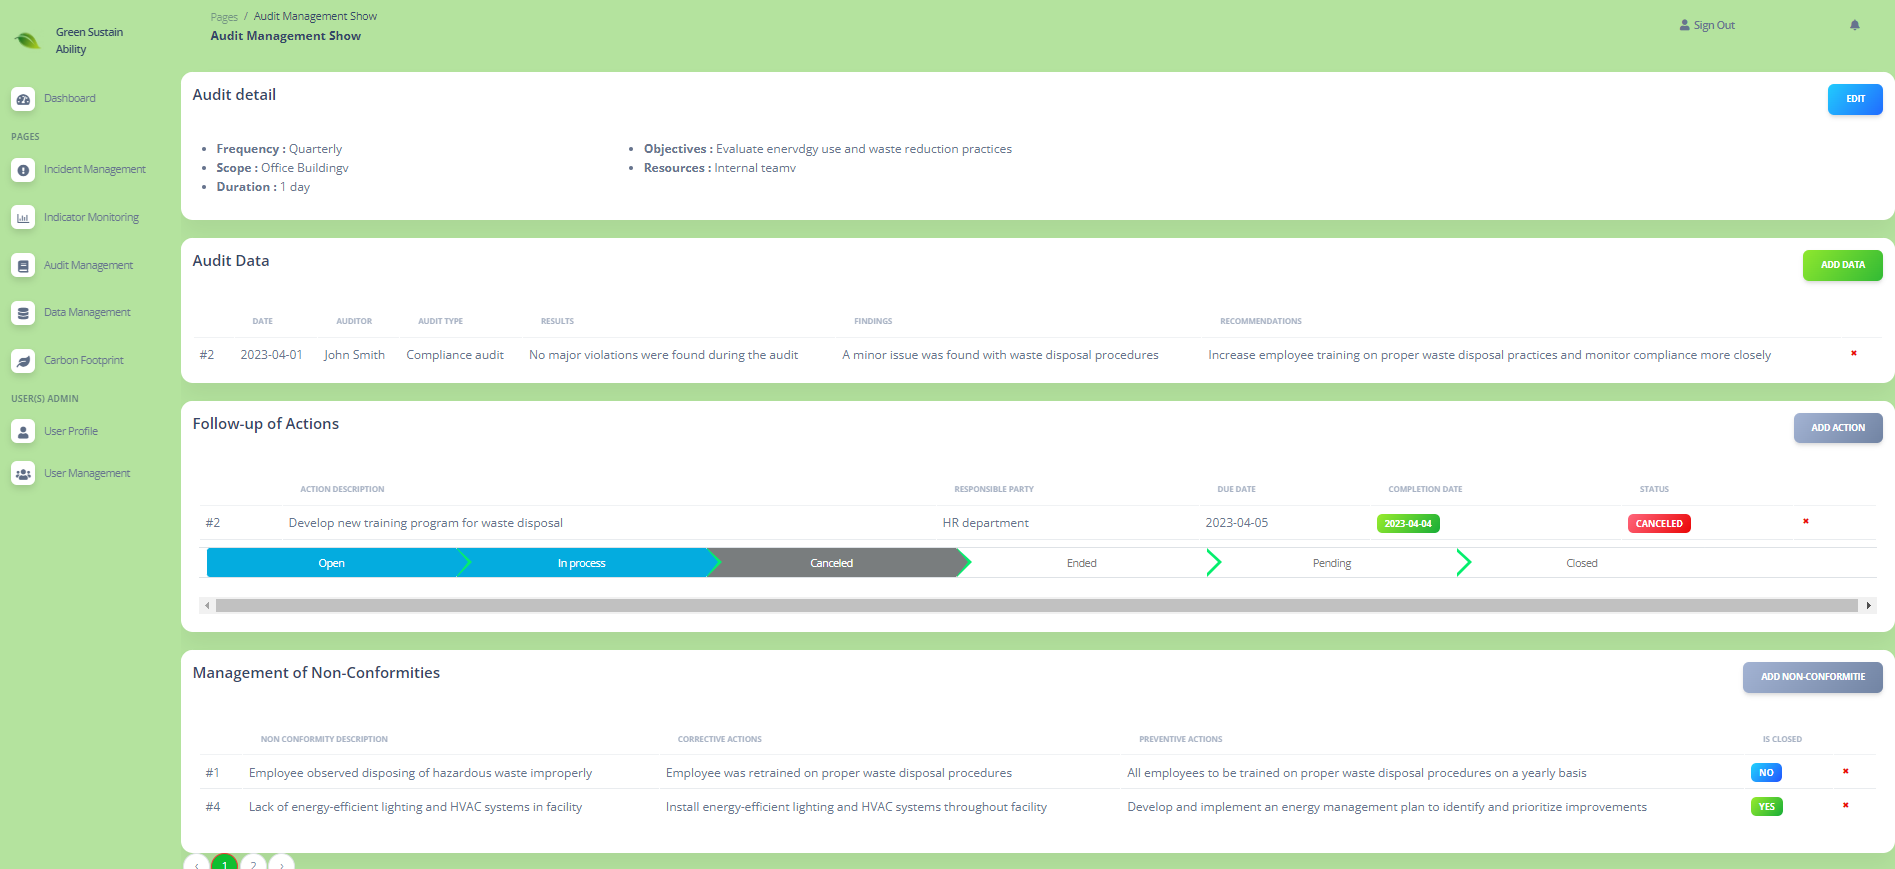 Green Sustain
Ability
Dashboard
PAGES
Incident Management
Indicator Monitoring
Audit Management
Data Management
Carbon Footprint
USER(S) ADMIN
User Profile
User Management
Pages / Audit Management Show
Audit Management Show
Sign Out
Audit detail
EDIT
Frequency : Quarterly
Scope : Office Buildingv
Duration : 1 day
Objectives : Evaluate enervdgy use and waste reduction practices
Resources : Internal teamv
Audit Data
ADD DATA
DATE AUDITOR AUDIT TYPE RESULTS FINDINGS RECOMMENDATIONS
#2 2023-04-01 John Smith Compliance audit No major violations were found during the audit A minor issue was found with waste disposal procedures Increase employee training on proper waste disposal practices and monitor compliance more closely
Follow-up of Actions
ADD ACTION
ACTION DESCRIPTION RESPONSIBLE PARTY DUE DATE COMPLETION DATE STATUS
#2 Develop new training program for waste disposal HR department 2023-04-05 2023-04-04 CANCELED
Open In process Canceled Ended Pending Closed
Management of Non-Conformities
ADD NON-CONFORMITIE
NON CONFORMITY DESCRIPTION CORRECTIVE ACTIONS PREVENTIVE ACTIONS IS CLOSED
#1 Employee observed disposing of hazardous waste improperly Employee was retrained on proper waste disposal procedures All employees to be trained on proper waste disposal procedures on a yearly basis NO
#4 Lack of energy-efficient lighting and HVAC systems in facility Install energy-efficient lighting and HVAC systems throughout facility Develop and implement an energy management plan to identify and prioritize improvements YES
‹ 1 2 ›